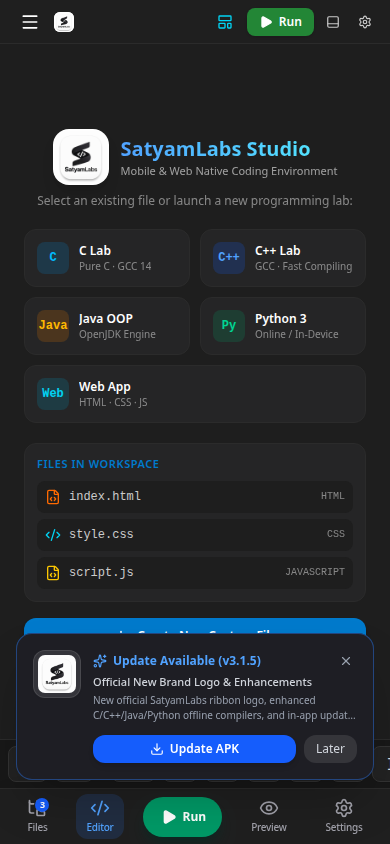 Run
SatyamLabs Studio
Mobile & Web Native Coding Environment
Select an existing file or launch a new programming lab:
C
C Lab
Pure C · GCC 14
C++
C++ Lab
GCC · Fast Compiling
Java
Java OOP
OpenJDK Engine
Py
Python 3
Online / In-Device
Web
Web App
HTML · CSS · JS
FILES IN WORKSPACE
index.html
HTML
style.css
CSS
script.js
JAVASCRIPT
Update Available (v3.1.5)
Official New Brand Logo & Enhancements
New official SatyamLabs ribbon logo, enhanced
C/C++/Java/Python offline compilers, and in-app updat...
Update APK
Later
3
Files
Editor
Run
Preview
Settings